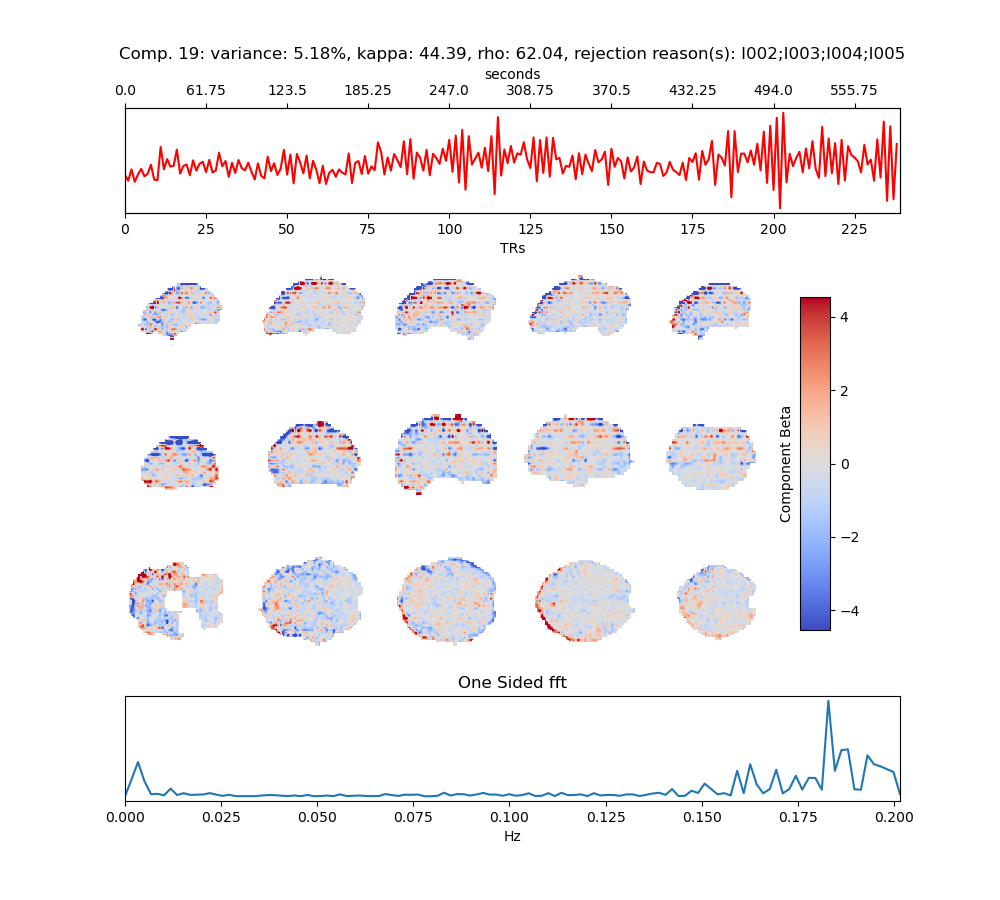 Comp. 19: variance: 5.18%, kappa: 44.39, rho: 62.04, rejection reason(s): I002;I003;I004;I005
seconds
0.0 61.75 123.5 185.25 247.0 308.75 370.5 432.25 494.0 555.75
0 25 50 75 100 125 150 175 200 225
TRs
4
2
0
−2
−4
Component Beta
One Sided fft
0.000 0.025 0.050 0.075 0.100 0.125 0.150 0.175 0.200
Hz